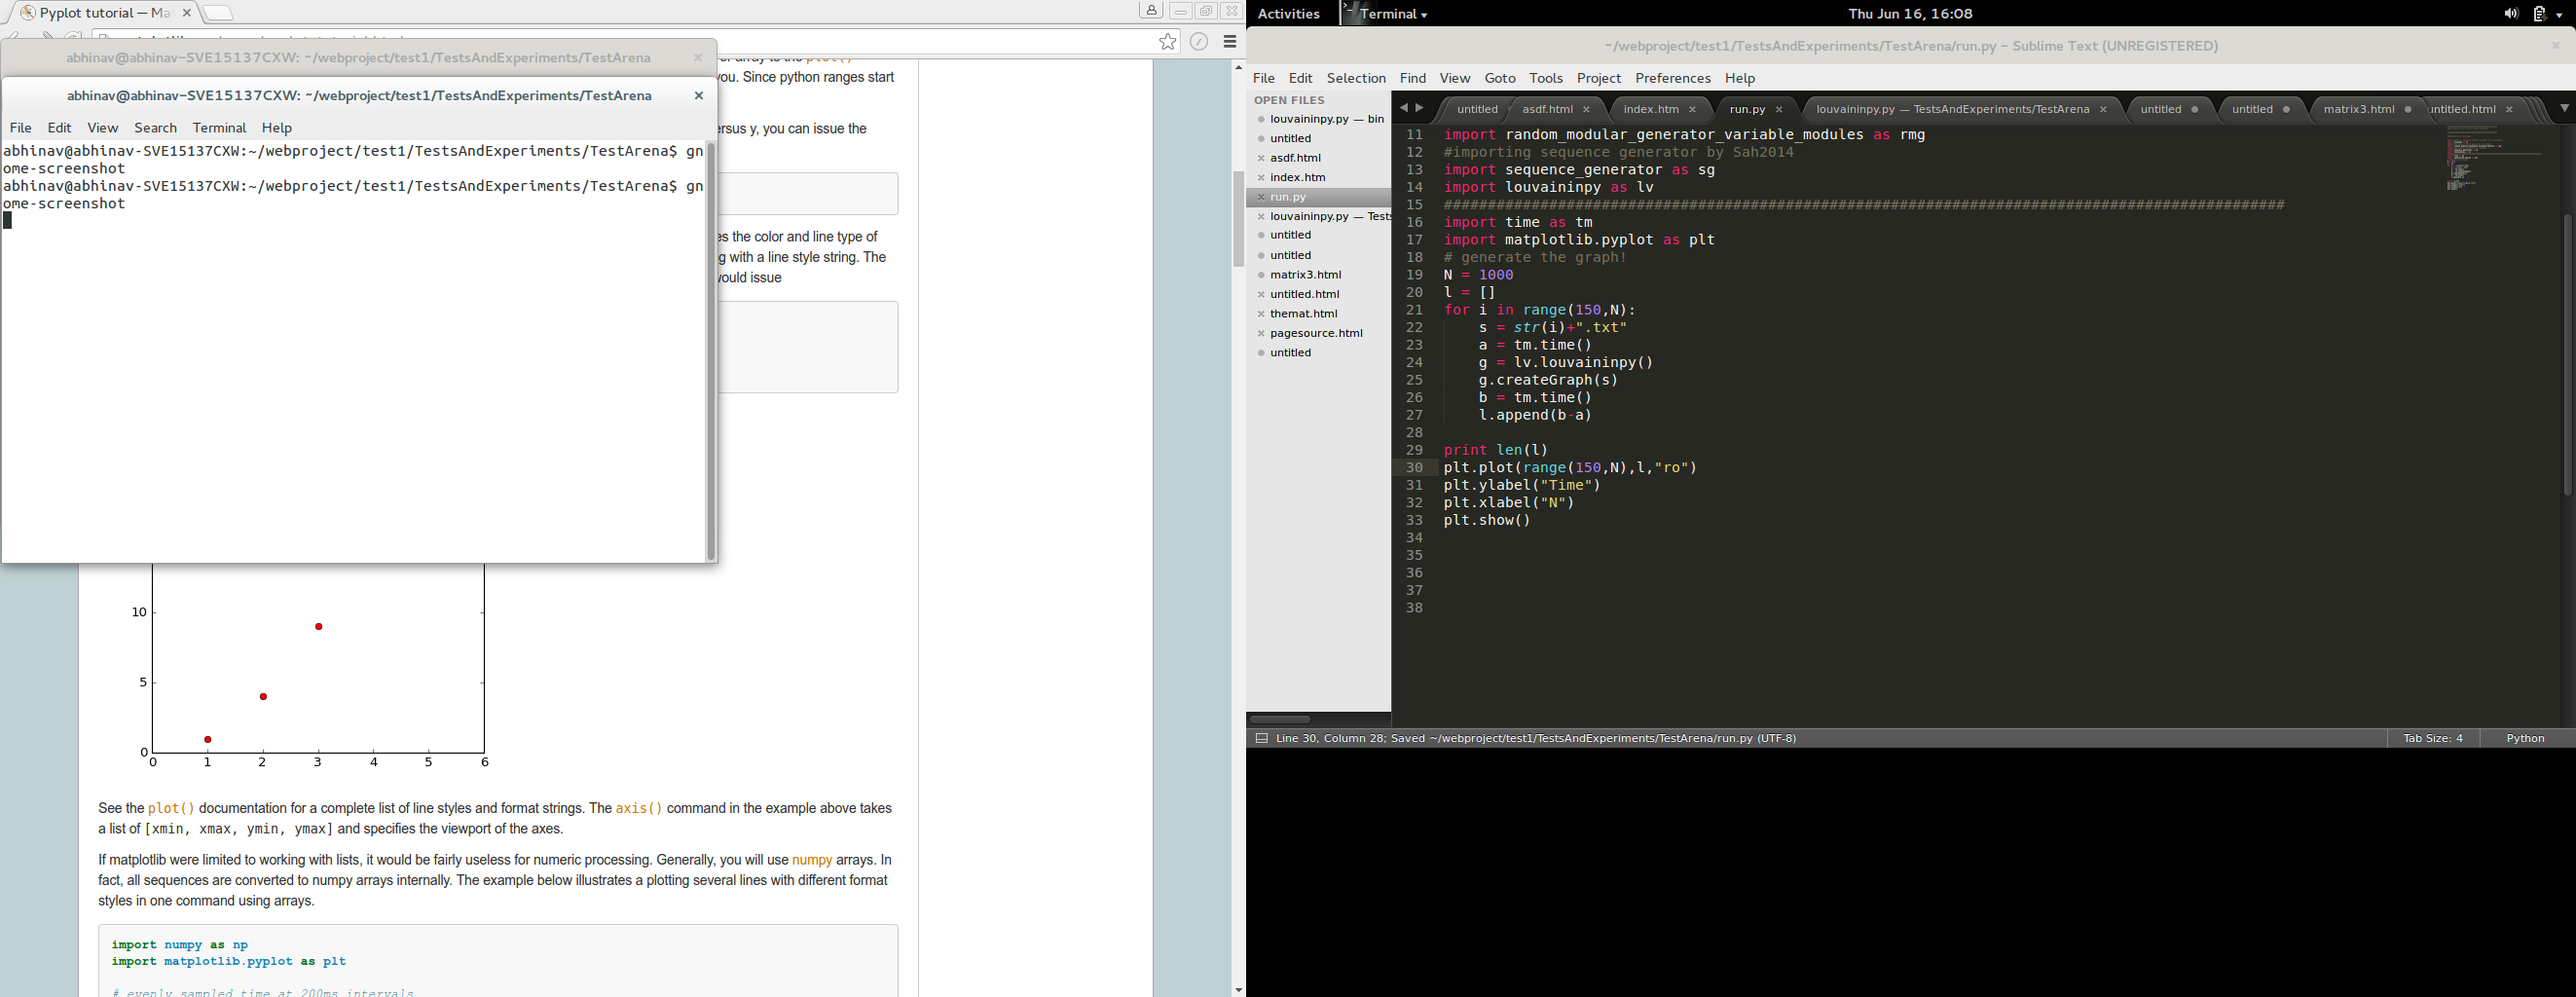 Pyplot tutorial — Ma
abhinav@abhinav-SVE15137CXW: ~/webproject/test1/TestsAndExperiments/TestArena
abhinav@abhinav-SVE15137CXW: ~/webproject/test1/TestsAndExperiments/TestArena
File Edit View Search Terminal Help
abhinav@abhinav-SVE15137CXW:~/webproject/test1/TestsAndExperiments/TestArena$ gn
ome-screenshot
abhinav@abhinav-SVE15137CXW:~/webproject/test1/TestsAndExperiments/TestArena$ gn
ome-screenshot
or array to the plot()
you. Since python ranges start
ersus y, you can issue the
es the color and line type of
g with a line style string. The
would issue
10
5
0
0 1 2 3 4 5 6
See the plot() documentation for a complete list of line styles and format strings. The axis() command in the example above takes
a list of [xmin, xmax, ymin, ymax] and specifies the viewport of the axes.
If matplotlib were limited to working with lists, it would be fairly useless for numeric processing. Generally, you will use numpy arrays. In
fact, all sequences are converted to numpy arrays internally. The example below illustrates a plotting several lines with different format
styles in one command using arrays.
import numpy as np
import matplotlib.pyplot as plt
# evenly sampled time at 200ms intervals
Activities Terminal Thu Jun 16, 16:08
~/webproject/test1/TestsAndExperiments/TestArena/run.py – Sublime Text (UNREGISTERED)
File Edit Selection Find View Goto Tools Project Preferences Help
OPEN FILES
louvaininpy.py — bin
untitled
asdf.html
index.htm
run.py
louvaininpy.py — Tests
untitled
untitled
matrix3.html
untitled.html
themat.html
pagesource.html
untitled
untitled asdf.html index.htm run.py louvaininpy.py — TestsAndExperiments/TestArena untitled untitled matrix3.html untitled.html
11 import random_modular_generator_variable_modules as rmg
12 #importing sequence generator by Sah2014
13 import sequence_generator as sg
14 import louvaininpy as lv
15 ################################################################################################
16 import time as tm
17 import matplotlib.pyplot as plt
18 # generate the graph!
19 N = 1000
20 l = []
21 for i in range(150,N):
22 s = str(i)+".txt"
23 a = tm.time()
24 g = lv.louvaininpy()
25 g.createGraph(s)
26 b = tm.time()
27 l.append(b-a)
28
29 print len(l)
30 plt.plot(range(150,N),l,"ro")
31 plt.ylabel("Time")
32 plt.xlabel("N")
33 plt.show()
34
35
36
37
38
Line 30, Column 28; Saved ~/webproject/test1/TestsAndExperiments/TestArena/run.py (UTF-8) Tab Size: 4 Python